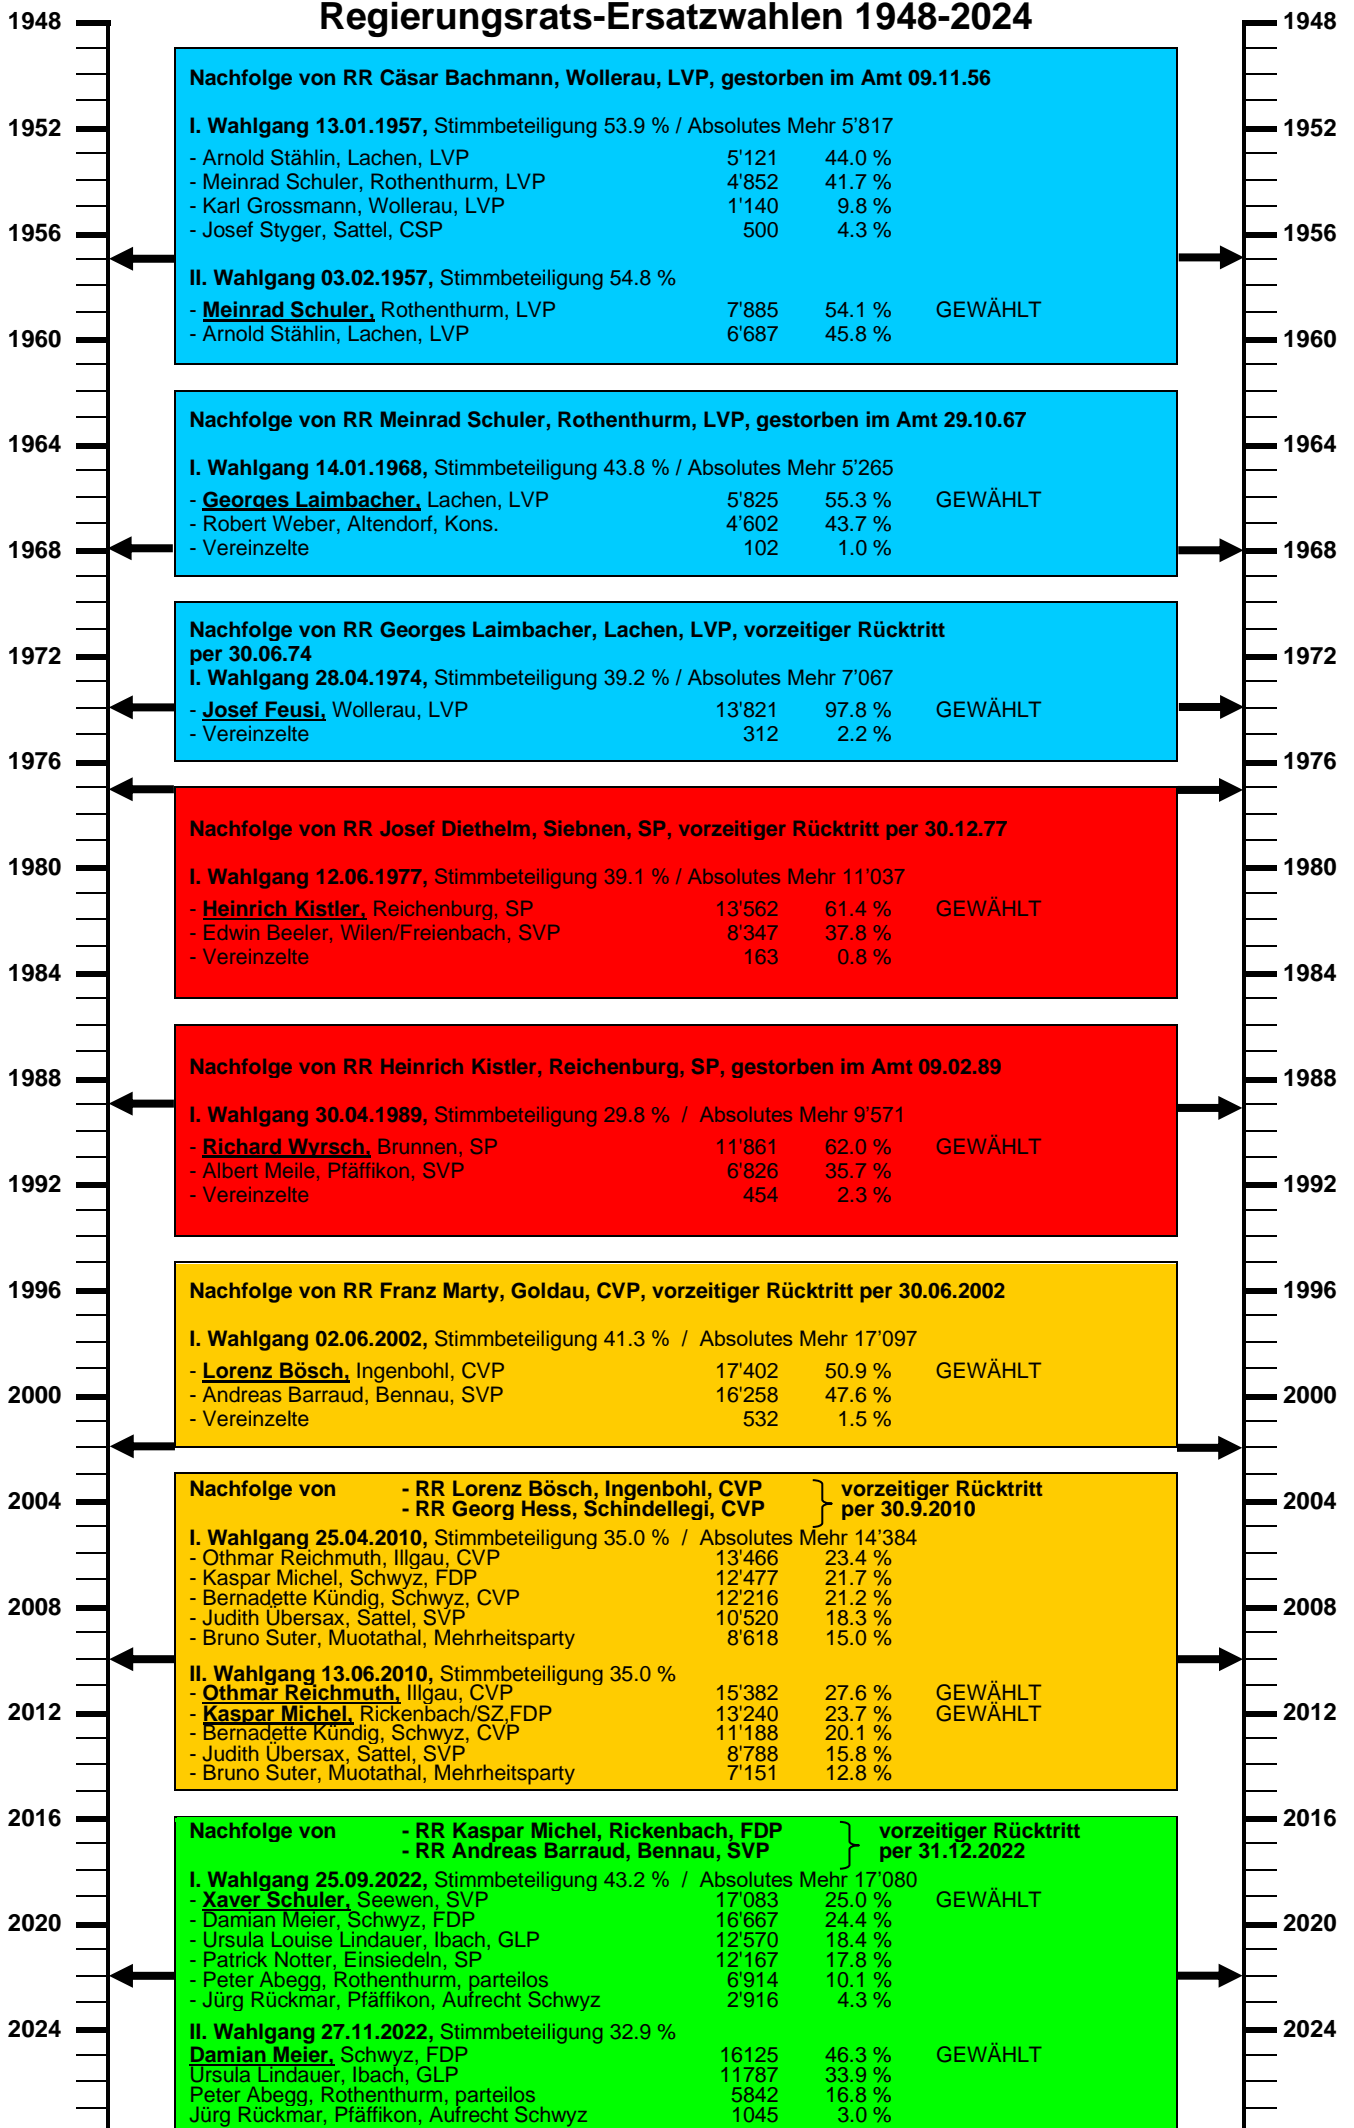 Regierungsrats-Ersatzwahlen 1948-2024
1948 1948
Nachfolge von RR Cäsar Bachmann, Wollerau, LVP, gestorben im Amt 09.11.56
1952 I. Wahlgang 13.01.1957, Stimmbeteiligung 53.9 % / Absolutes Mehr 5'817 1952
- Arnold Stählin, Lachen, LVP 5'121 44.0 %
- Meinrad Schuler, Rothenthurm, LVP 4'852 41.7 %
- Karl Grossmann, Wollerau, LVP 1'140 9.8 %
1956 - Josef Styger, Sattel, CSP 500 4.3 % 1956
II. Wahlgang 03.02.1957, Stimmbeteiligung 54.8 %
- Meinrad Schuler, Rothenthurm, LVP 7'885 54.1 % GEWÄHLT
1960 - Arnold Stählin, Lachen, LVP 6'687 45.8 % 1960
Nachfolge von RR Meinrad Schuler, Rothenthurm, LVP, gestorben im Amt 29.10.67
1964 1964
I. Wahlgang 14.01.1968, Stimmbeteiligung 43.8 % / Absolutes Mehr 5'265
- Georges Laimbacher, Lachen, LVP 5'825 55.3 % GEWÄHLT
- Robert Weber, Altendorf, Kons. 4'602 43.7 %
1968 - Vereinzelte 102 1.0 % 1968
Nachfolge von RR Georges Laimbacher, Lachen, LVP, vorzeitiger Rücktritt
1972 per 30.06.74 1972
I. Wahlgang 28.04.1974, Stimmbeteiligung 39.2 % / Absolutes Mehr 7'067
- Josef Feusi, Wollerau, LVP 13'821 97.8 % GEWÄHLT
- Vereinzelte 312 2.2 %
1976 1976
Nachfolge von RR Josef Diethelm, Siebnen, SP, vorzeitiger Rücktritt per 30.12.77
1980 I. Wahlgang 12.06.1977, Stimmbeteiligung 39.1 % / Absolutes Mehr 11'037 1980
- Heinrich Kistler, Reichenburg, SP 13'562 61.4 % GEWÄHLT
- Edwin Beeler, Wilen/Freienbach, SVP 8'347 37.8 %
- Vereinzelte 163 0.8 %
1984 1984
Nachfolge von RR Heinrich Kistler, Reichenburg, SP, gestorben im Amt 09.02.89
1988 1988
I. Wahlgang 30.04.1989, Stimmbeteiligung 29.8 % / Absolutes Mehr 9'571
- Richard Wyrsch, Brunnen, SP 11'861 62.0 % GEWÄHLT
- Albert Meile, Pfäffikon, SVP 6'826 35.7 %
1992 - Vereinzelte 454 2.3 % 1992
1996 Nachfolge von RR Franz Marty, Goldau, CVP, vorzeitiger Rücktritt per 30.06.2002 1996
I. Wahlgang 02.06.2002, Stimmbeteiligung 41.3 % / Absolutes Mehr 17'097
- Lorenz Bösch, Ingenbohl, CVP 17'402 50.9 % GEWÄHLT
2000 - Andreas Barraud, Bennau, SVP 16'258 47.6 % 2000
- Vereinzelte 532 1.5 %
Nachfolge von - RR Lorenz Bösch, Ingenbohl, CVP vorzeitiger Rücktritt
2004 - RR Georg Hess, Schindellegi, CVP per 30.9.2010 2004
I. Wahlgang 25.04.2010, Stimmbeteiligung 35.0 % / Absolutes Mehr 14'384
- Othmar Reichmuth, Illgau, CVP 13'466 23.4 %
- Kaspar Michel, Schwyz, FDP 12'477 21.7 %
2008 - Bernadette Kündig, Schwyz, CVP 12'216 21.2 % 2008
- Judith Übersax, Sattel, SVP 10'520 18.3 %
- Bruno Suter, Muotathal, Mehrheitsparty 8'618 15.0 %
II. Wahlgang 13.06.2010, Stimmbeteiligung 35.0 %
- Othmar Reichmuth, Illgau, CVP 15'382 27.6 % GEWÄHLT
2012 - Kaspar Michel, Rickenbach/SZ,FDP 13'240 23.7 % GEWÄHLT 2012
- Bernadette Kündig, Schwyz, CVP 11'188 20.1 %
- Judith Übersax, Sattel, SVP 8'788 15.8 %
- Bruno Suter, Muotathal, Mehrheitsparty 7'151 12.8 %
2016 2016
Nachfolge von - RR Kaspar Michel, Rickenbach, FDP vorzeitiger Rücktritt
- RR Andreas Barraud, Bennau, SVP per 31.12.2022
I. Wahlgang 25.09.2022, Stimmbeteiligung 43.2 % / Absolutes Mehr 17'080
- Xaver Schuler, Seewen, SVP 17'083 25.0 % GEWÄHLT
2020 - Damian Meier, Schwyz, FDP 16'667 24.4 % 2020
- Ursula Louise Lindauer, Ibach, GLP 12'570 18.4 %
- Patrick Notter, Einsiedeln, SP 12'167 17.8 %
- Peter Abegg, Rothenthurm, parteilos 6'914 10.1 %
- Jürg Rückmar, Pfäffikon, Aufrecht Schwyz 2'916 4.3 %
2024 II. Wahlgang 27.11.2022, Stimmbeteiligung 32.9 % 2024
Damian Meier, Schwyz, FDP 16125 46.3 % GEWÄHLT
Ursula Lindauer, Ibach, GLP 11787 33.9 %
Peter Abegg, Rothenthurm, parteilos 5842 16.8 %
Jürg Rückmar, Pfäffikon, Aufrecht Schwyz 1045 3.0 %